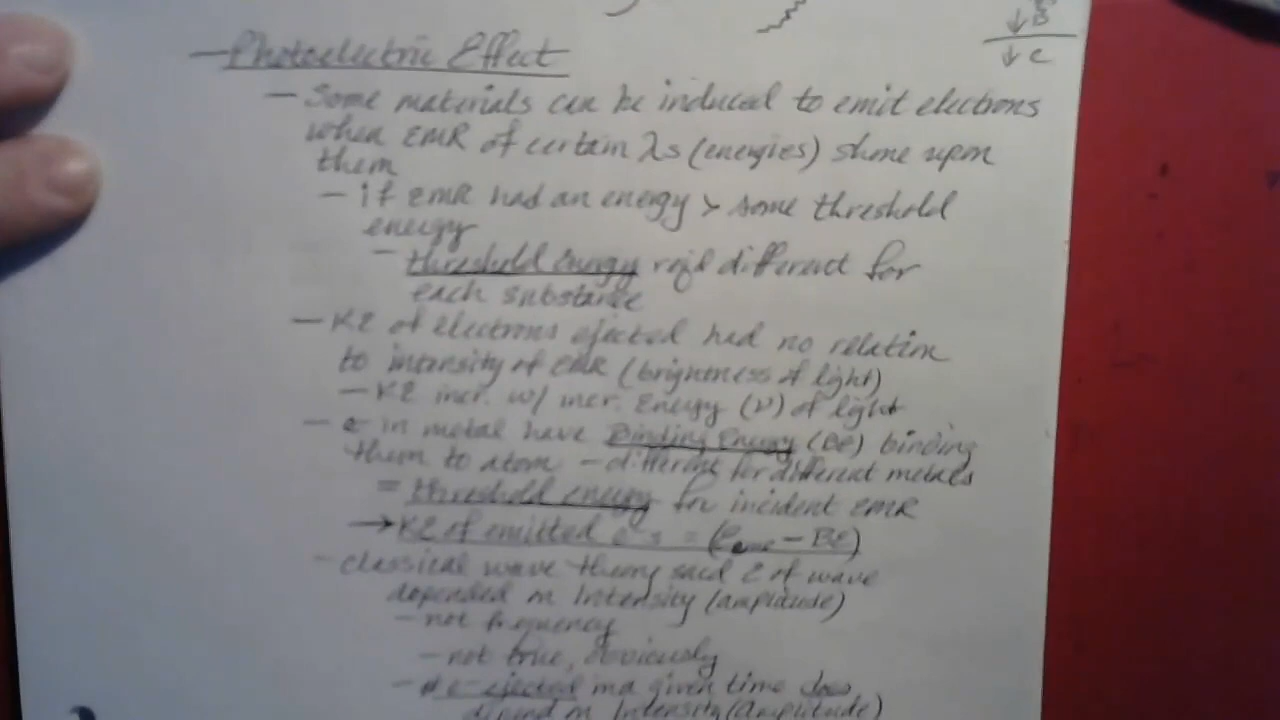 ↓ B
↓ c
— Photoelectric Effect
— Some materials can be induced to emit electrons
when EMR of certain λs (energies) shone upon
them
— if EMR had an energy > some threshold
energy
— threshold energy req'd different for
each substance
— KE of electrons ejected had no relation
to intensity of EMR (brightness of light)
— KE incr. w/ incr. Energy (ν) of light
— e⁻ in metal have Binding Energy (BE) binding
them to atom — different for different metals
= threshold energy for incident EMR
→ KE of emitted e⁻s = (E EMR — BE)
— classical wave theory said E of wave
depended on Intensity (amplitude)
— not frequency
— not true, obviously
— # e⁻ ejected in a given time does
depend on Intensity (Amplitude)